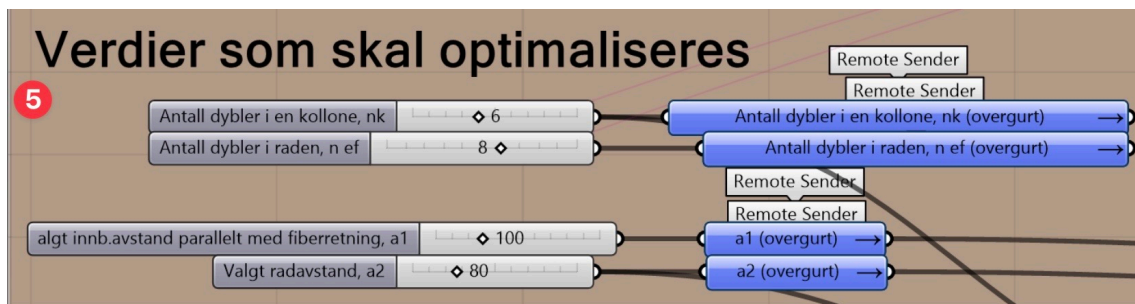 Verdier som skal optimaliseres
Remote Sender
Remote Sender
5
Antall dybler i en kollone, nk 6 Antall dybler i en kollone, nk (overgurt)
Antall dybler i raden, n ef 8 Antall dybler i raden, n ef (overgurt)
Remote Sender
Remote Sender
algt innb.avstand parallelt med fiberretning, a1 100 a1 (overgurt)
Valgt radavstand, a2 80 a2 (overgurt)